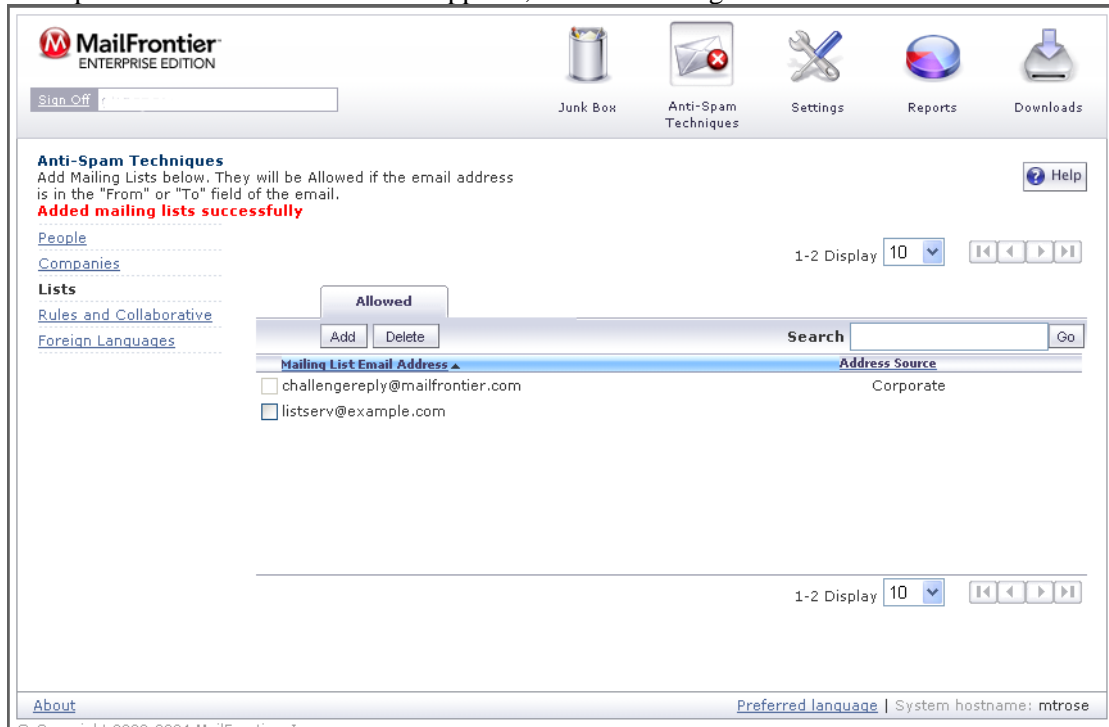 MailFrontier
ENTERPRISE EDITION
Sign Off
Junk Box
Anti-Spam Techniques
Settings
Reports
Downloads
Anti-Spam Techniques
Add Mailing Lists below. They will be Allowed if the email address
is in the "From" or "To" field of the email.
Added mailing lists successfully
Help
People
Companies
Lists
Rules and Collaborative
Foreign Languages
1-2 Display 10
Allowed
Add Delete Search Go
Mailing List Email Address Address Source
challengereply@mailfrontier.com Corporate
listserv@example.com
1-2 Display 10
About Preferred language | System hostname: mtrose